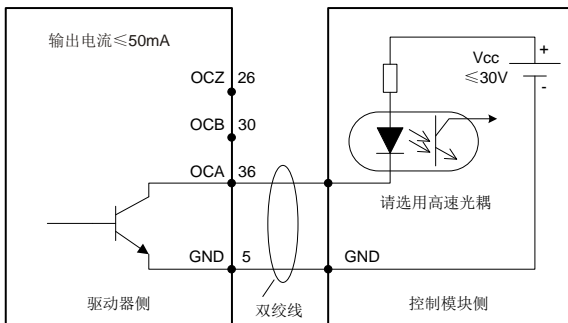 输出电流≤50mA
OCZ 26
OCB 30
OCA 36
GND 5
驱动器侧
双绞线
Vcc
≤30V
+
-
请选用高速光耦
GND
控制模块侧